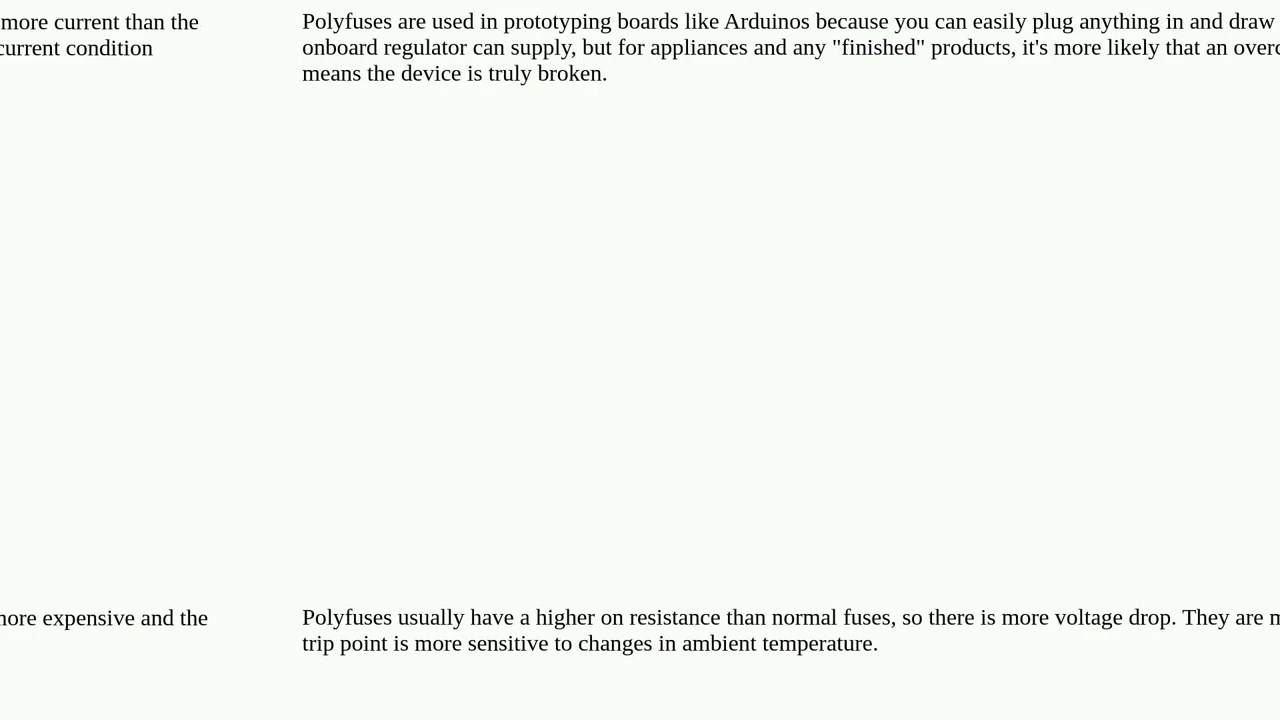 more current than the
current condition
Polyfuses are used in prototyping boards like Arduinos because you can easily plug anything in and draw
onboard regulator can supply, but for appliances and any "finished" products, it's more likely that an over
means the device is truly broken.
more expensive and the
Polyfuses usually have a higher on resistance than normal fuses, so there is more voltage drop. They are
trip point is more sensitive to changes in ambient temperature.